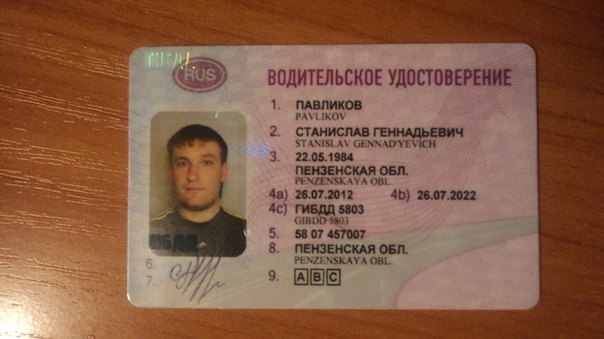 RUS
ВОДИТЕЛЬСКОЕ УДОСТОВЕРЕНИЕ
1. ПАВЛИКОВ
PAVLIKOV
2. СТАНИСЛАВ ГЕННАДЬЕВИЧ
STANISLAV GENNAD'YEVICH
3. 22.05.1984
ПЕНЗЕНСКАЯ ОБЛ.
PENZENSKAYA OBL.
4a) 26.07.2012 4b) 26.07.2022
4c) ГИБДД 5803
GIBDD 5803
5. 58 07 457007
8. ПЕНЗЕНСКАЯ ОБЛ.
PENZENSKAYA OBL.
6.
7.
9. A B C